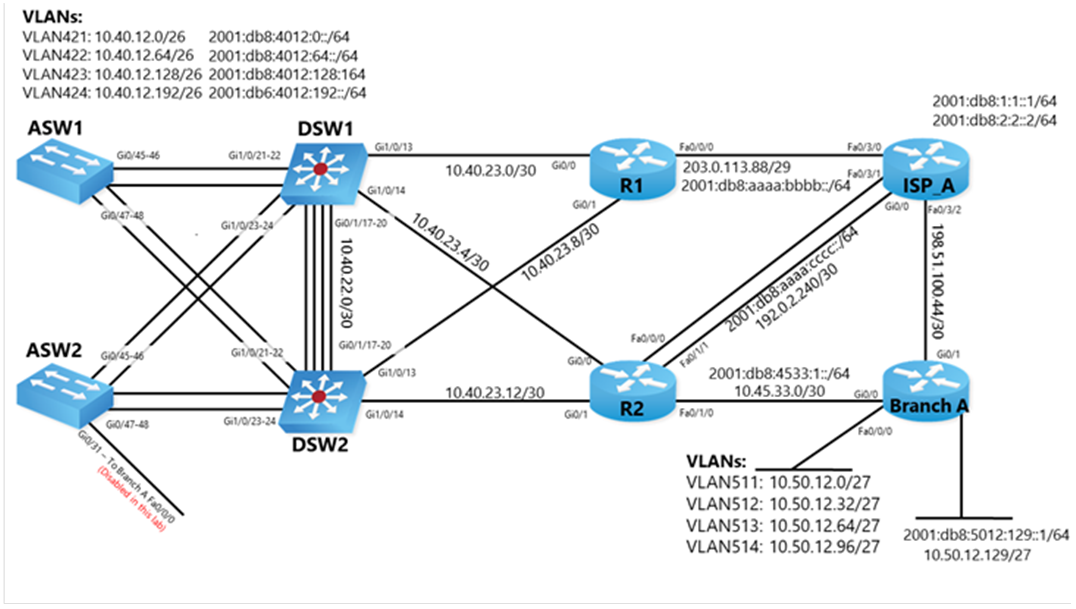 VLANs:
VLAN421: 10.40.12.0/26 2001:db8:4012:0::/64
VLAN422: 10.40.12.64/26 2001:db8:4012:64::/64
VLAN423: 10.40.12.128/26 2001:db8:4012:128:164
VLAN424: 10.40.12.192/26 2001:db6:4012:192::/64
2001:db8:1:1::1/64
2001:db8:2:2::2/64
ASW1
DSW1
Gi0/45-46
Gi1/0/21-22
Gi1/0/13
10.40.23.0/30
Gi0/0
R1
Fa0/0/0
203.0.113.88/29
2001:db8:aaaa:bbbb::/64
Fa0/3/0
Fa0/3/1
ISP_A
Gi0/0
Fa0/3/2
Gi0/47-48
Gi1/0/23-24
Gi1/0/14
Gi0/1/17-20
10.40.22.0/30
10.40.23.4/30
10.40.23.8/30
Gi0/1
2001:db8:aaaa:cccc::/64
192.0.2.240/30
198.51.100.44/30
ASW2
Gi0/45-46
Gi1/0/21-22
Gi0/1/17-20
Gi1/0/13
Gi0/0
Fa0/0/0
Fa0/1/1
Gi0/1
Gi0/47-48
Gi1/0/23-24
DSW2
Gi1/0/14
10.40.23.12/30
Gi0/1
R2
2001:db8:4533:1::/64
10.45.33.0/30
Fa0/1/0
Gi0/0
Branch A
Fa0/0/0
Gi0/31 – To Branch A Fa0/0/0
(Disabled in this lab)
VLANs:
VLAN511: 10.50.12.0/27
VLAN512: 10.50.12.32/27
VLAN513: 10.50.12.64/27
VLAN514: 10.50.12.96/27
2001:db8:5012:129::1/64
10.50.12.129/27